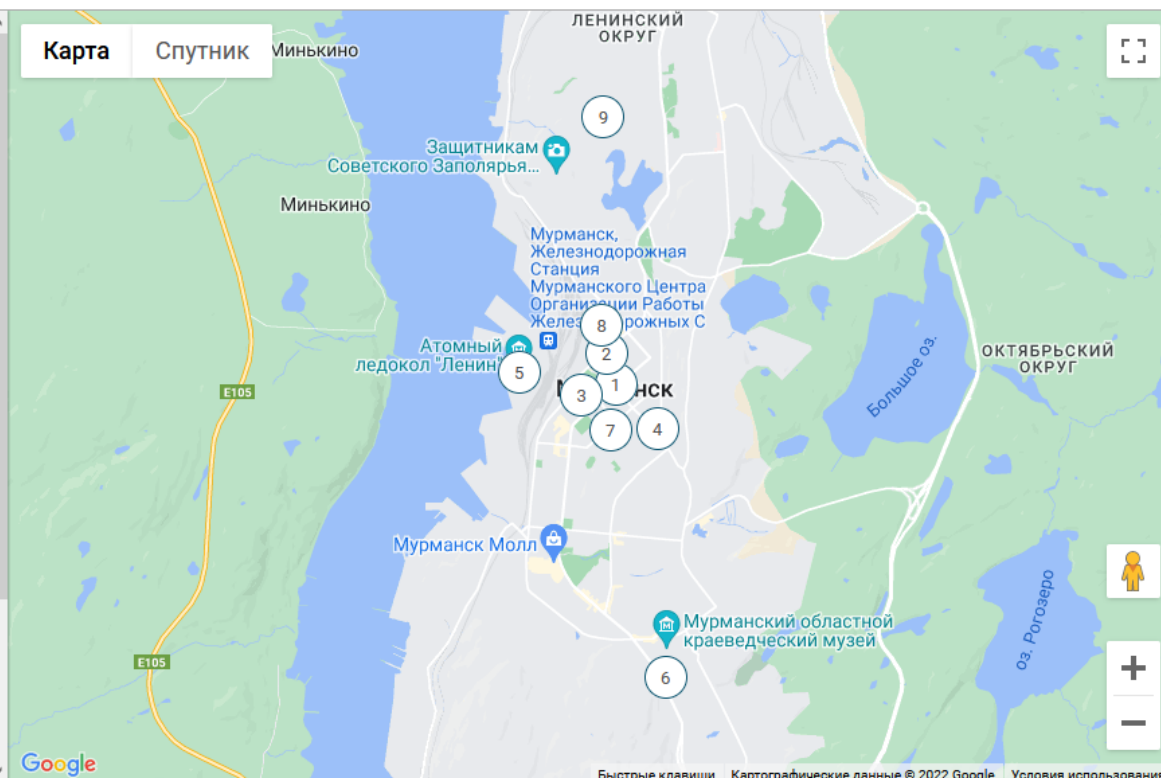 ЛЕНИНСКИЙ
ОКРУГ
Карта
Спутник
Минькино
9
Защитникам
Советского Заполярья...
Минькино
Мурманск,
Железнодорожная
Станция
Мурманского Центра
Организации Работы
8
Атомный
ледокол "Ленин"
2
5
ОКТЯБРЬСКИЙ
ОКРУГ
Большое оз.
E105
3
1
7
4
Мурманск Молл
оз. Рогозеро
Мурманский областной
краеведческий музей
E105
6
Google
Быстрые клавиши
Картографические данные © 2022 Google
Условия использования